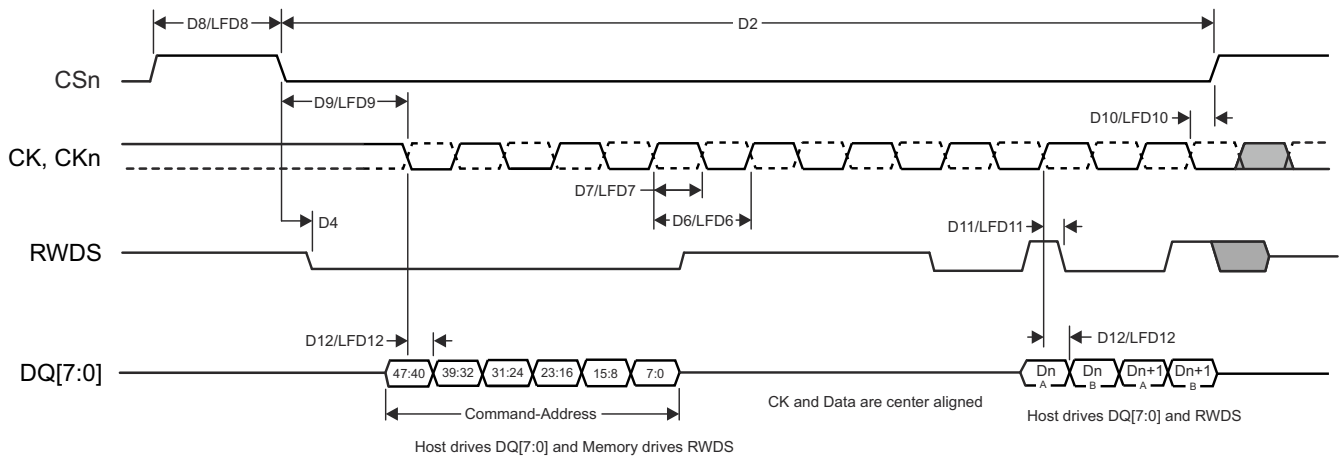 D8/LFD8
D2
CSn
D9/LFD9
D10/LFD10
CK, CKn
D7/LFD7
D6/LFD6
D4
D11/LFD11
RWDS
D12/LFD12
D12/LFD12
DQ[7:0]
47:40 39:32 31:24 23:16 15:8 7:0
Dn A Dn B Dn+1 A Dn+1 B
Command-Address
CK and Data are center aligned
Host drives DQ[7:0] and RWDS
Host drives DQ[7:0] and Memory drives RWDS